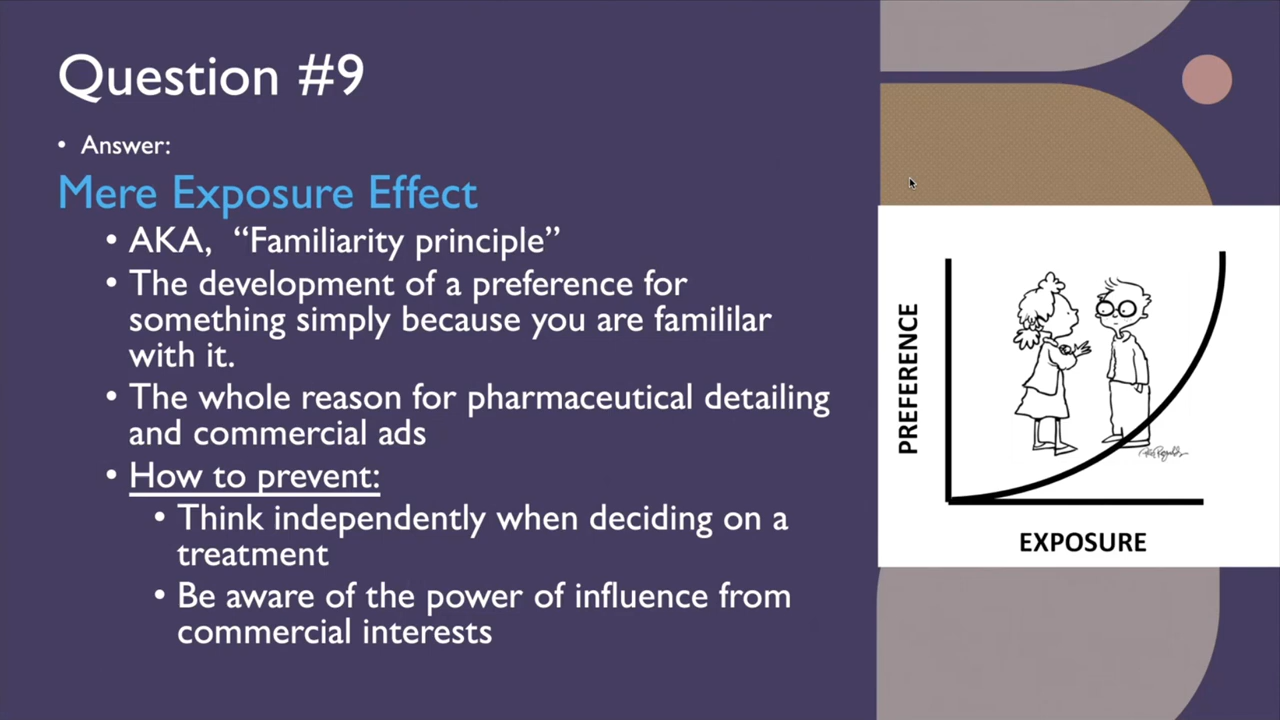 Question #9
• Answer:
Mere Exposure Effect
• AKA, “Familiarity principle”
• The development of a preference for
something simply because you are famililar
with it.
• The whole reason for pharmaceutical detailing
and commercial ads
• How to prevent:
• Think independently when deciding on a
treatment
• Be aware of the power of influence from
commercial interests
PREFERENCE
EXPOSURE